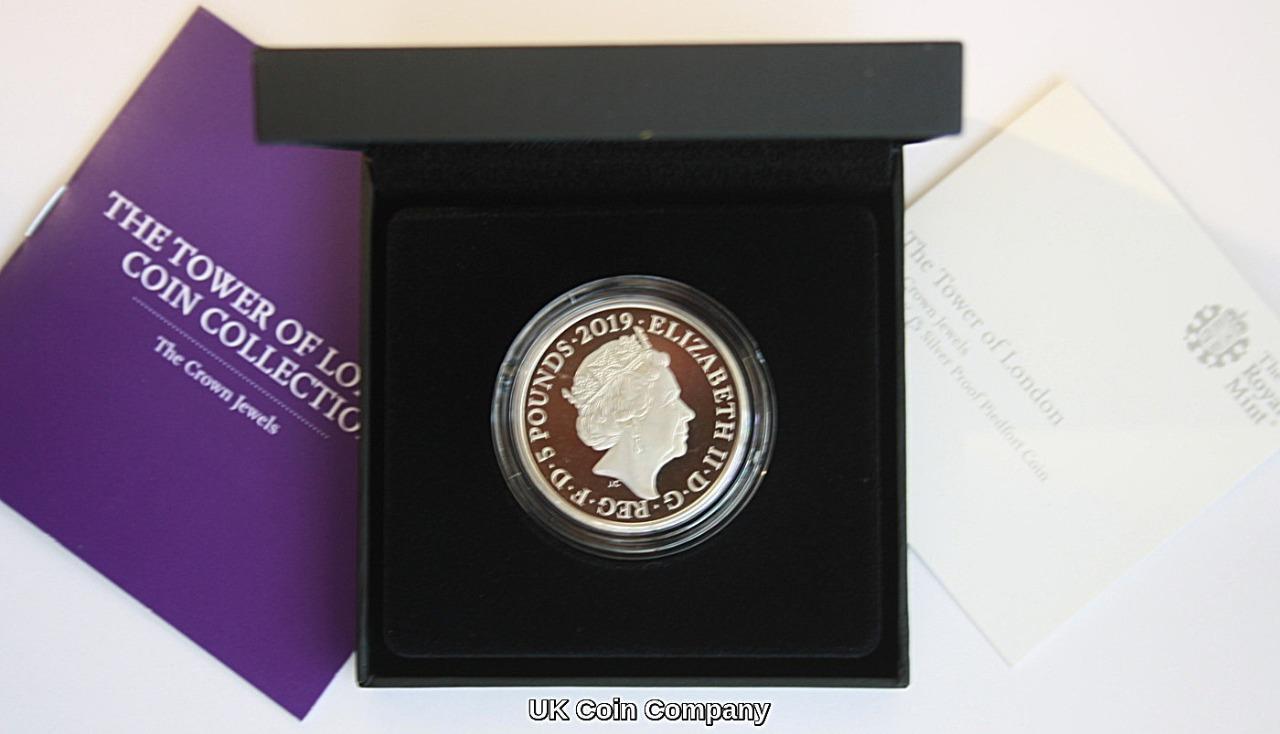 THE TOWER OF LO
COIN COLLECTIO
The Crown Jewels
·ELIZABETH II·D·G·REG·F·D·5 POUNDS·2019
The Tower of London
Crown Jewels
£5 Silver Proof Piedfort Coin
The
Royal
Mint
UK Coin Company